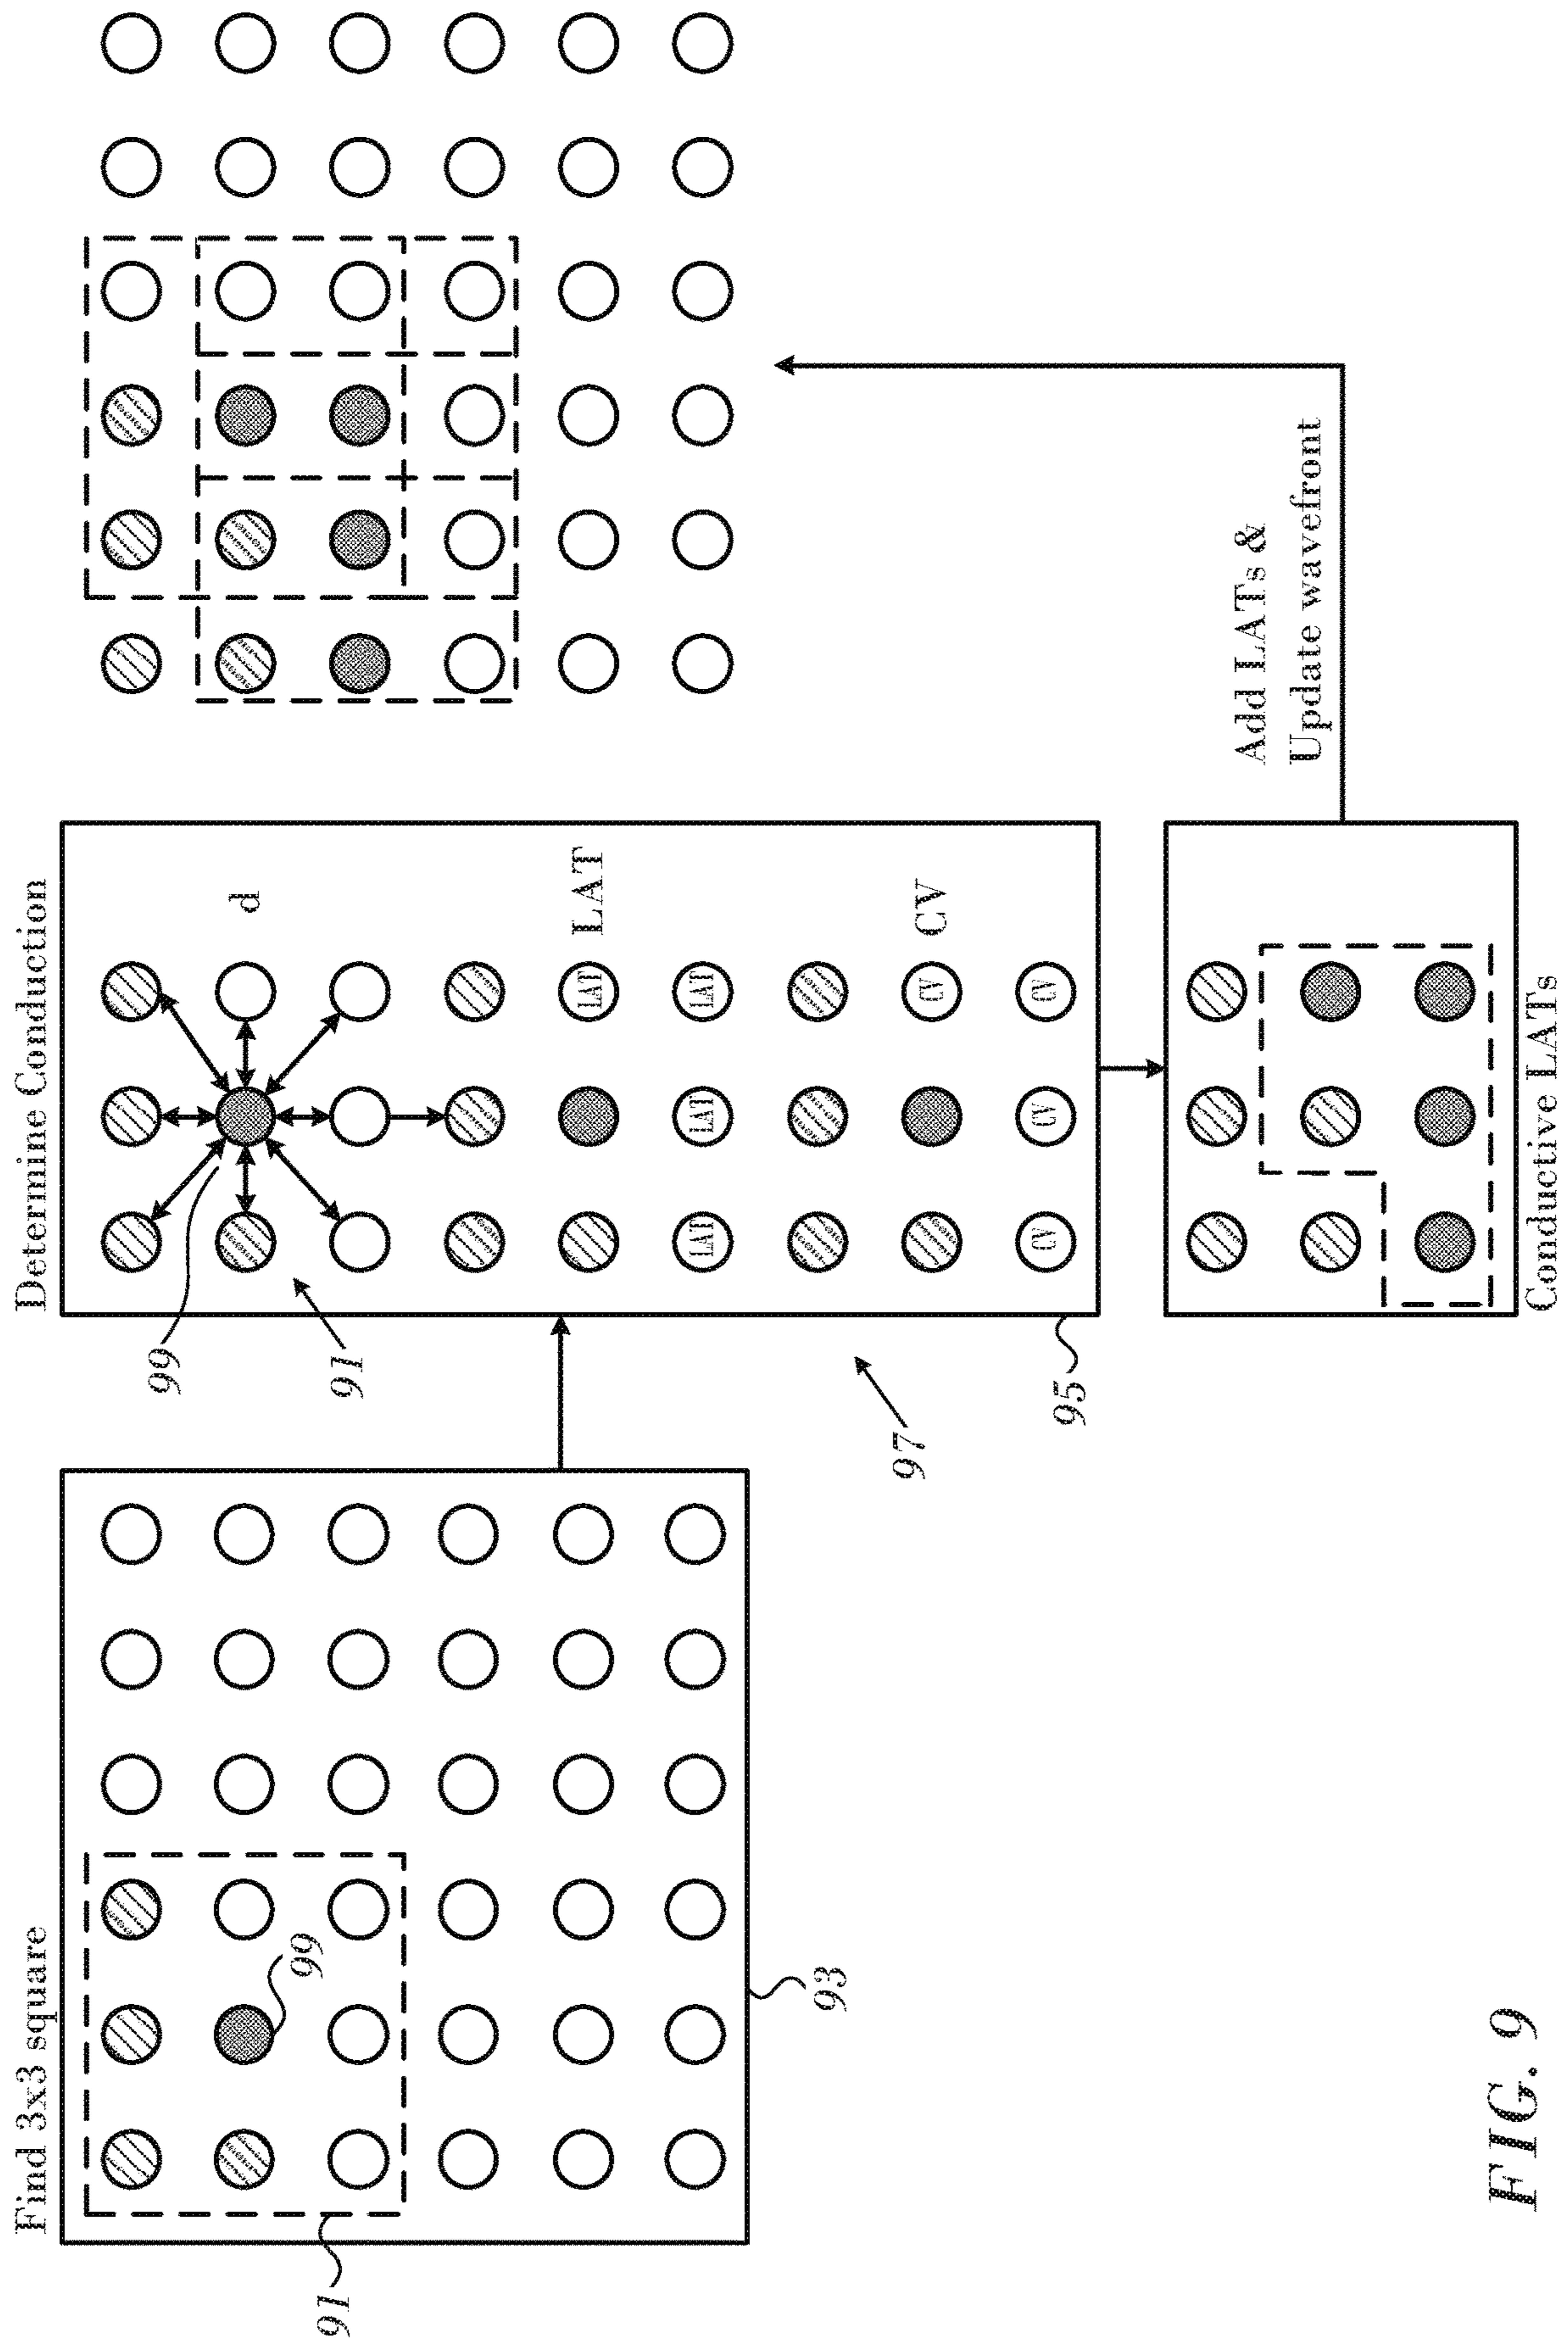 Find 3x3 square
91
99
93
Determine Conduction
99
91
d
LAT LAT
LAT LAT LAT
CV CV
CV CV CV
97
95
Add LATs &
Update wavefront
Conductive LATs
FIG. 9